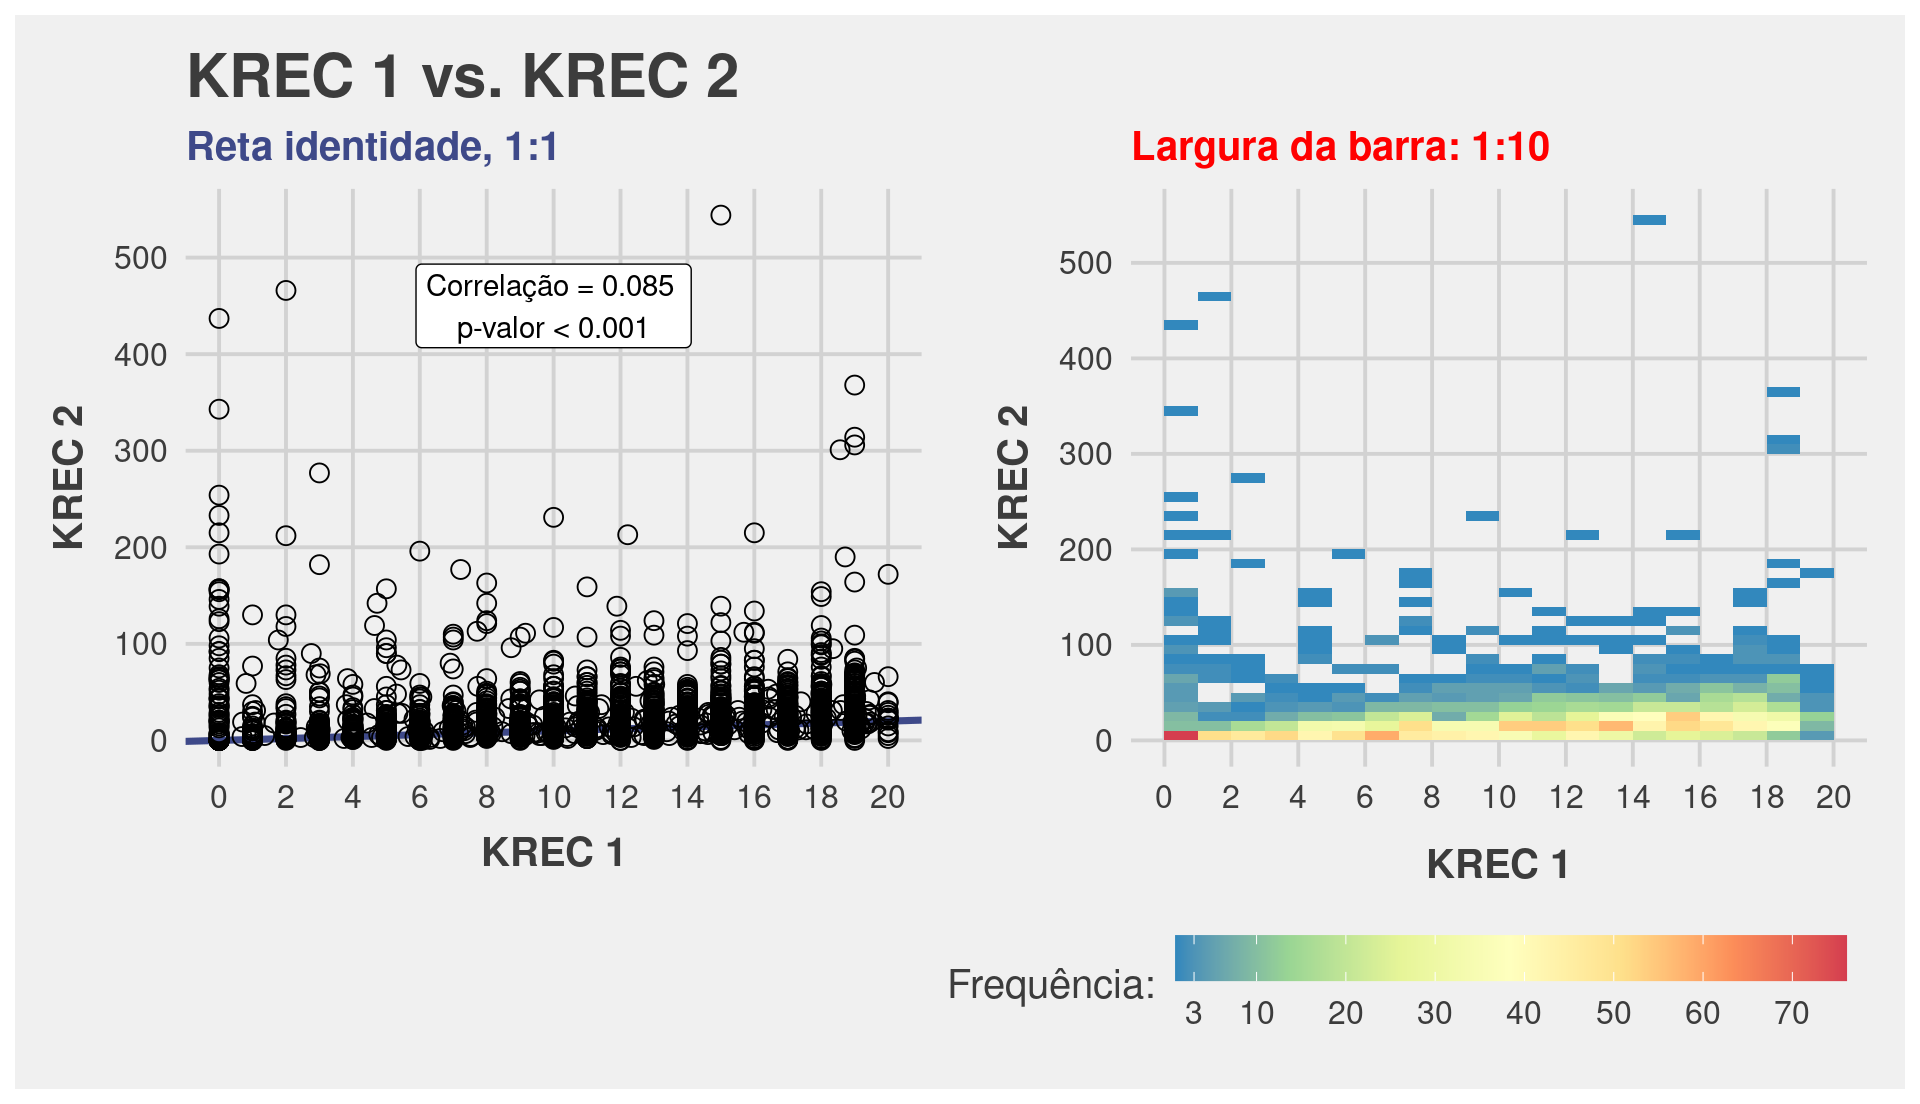 KREC 1 vs. KREC 2
Reta identidade, 1:1
Correlação = 0.085
p-valor < 0.001
KREC 2
500
400
300
200
100
0
0 2 4 6 8 10 12 14 16 18 20
KREC 1
Largura da barra: 1:10
KREC 2
500
400
300
200
100
0
0 2 4 6 8 10 12 14 16 18 20
KREC 1
Frequência:
3 10 20 30 40 50 60 70